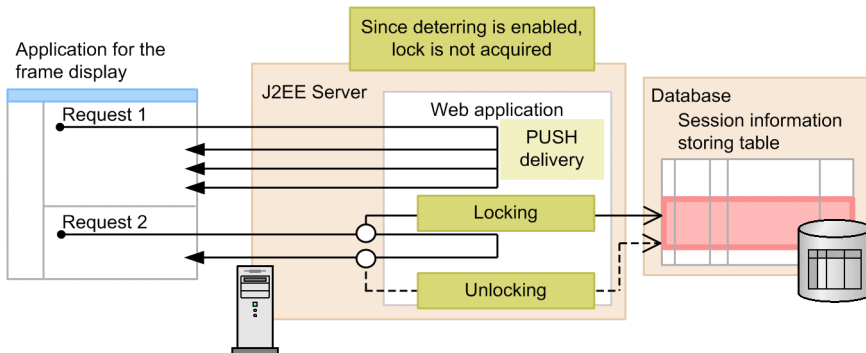 Since deterring is enabled,
lock is not acquired
Application for the
frame display
J2EE Server
Web application
Database
Session information
storing table
Request 1
PUSH
delivery
Request 2
Locking
Unlocking